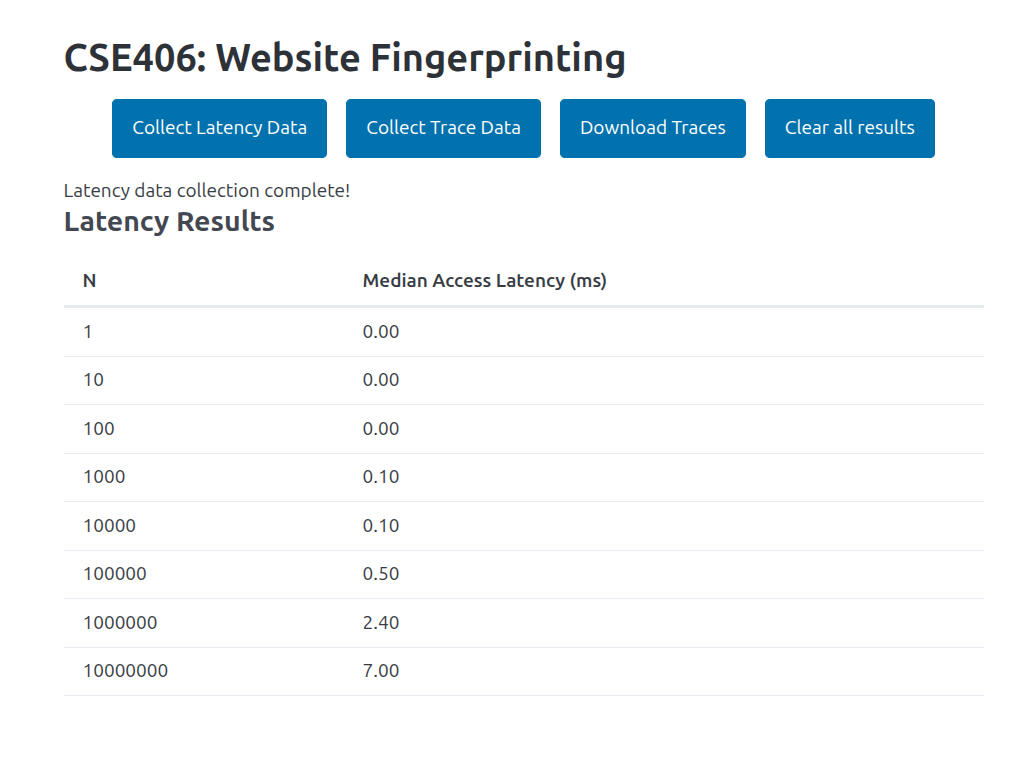 CSE406: Website Fingerprinting
Collect Latency Data Collect Trace Data Download Traces Clear all results
Latency data collection complete!
Latency Results
N Median Access Latency (ms)
1 0.00
10 0.00
100 0.00
1000 0.10
10000 0.10
100000 0.50
1000000 2.40
10000000 7.00